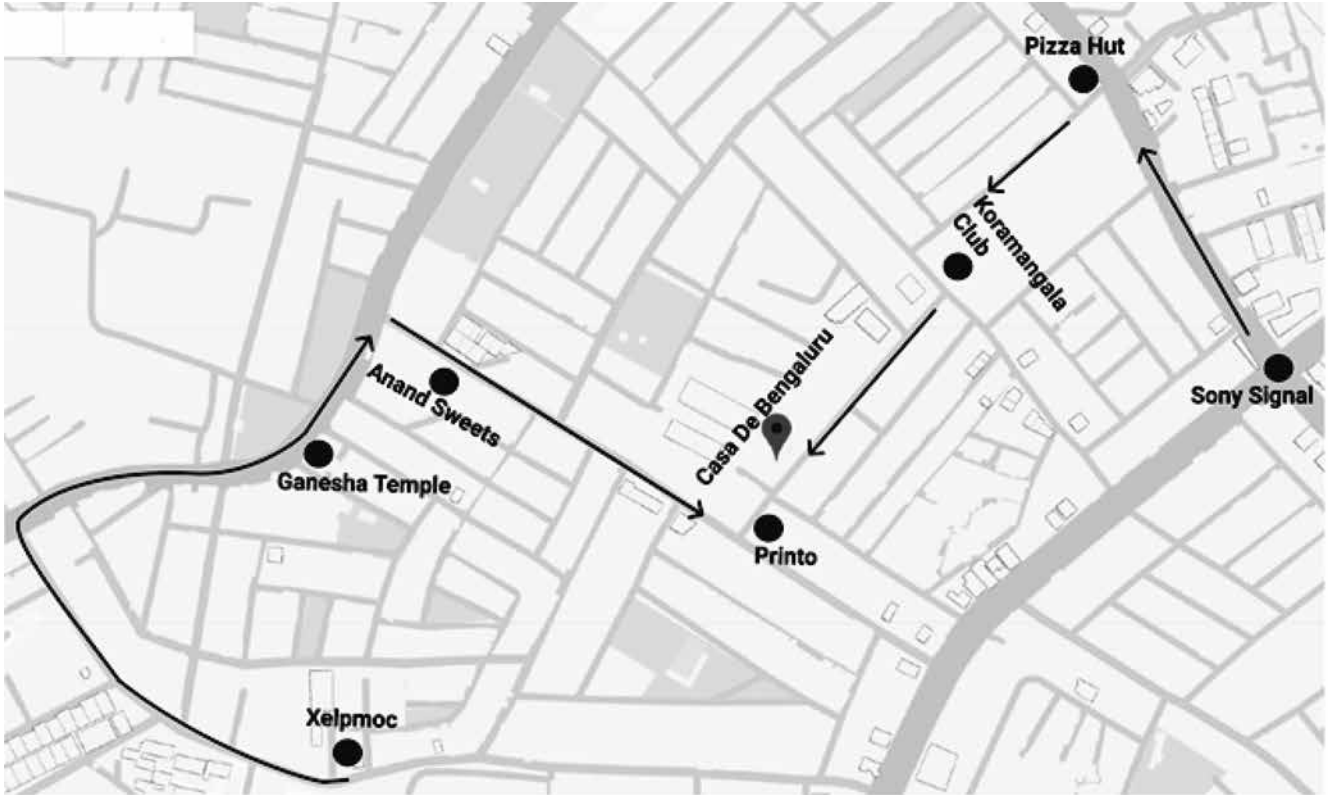 Pizza Hut
Koramangala
Club
Sony Signal
Casa De Bengaluru
Anand Sweets
Ganesha Temple
Printo
Xelpmoc